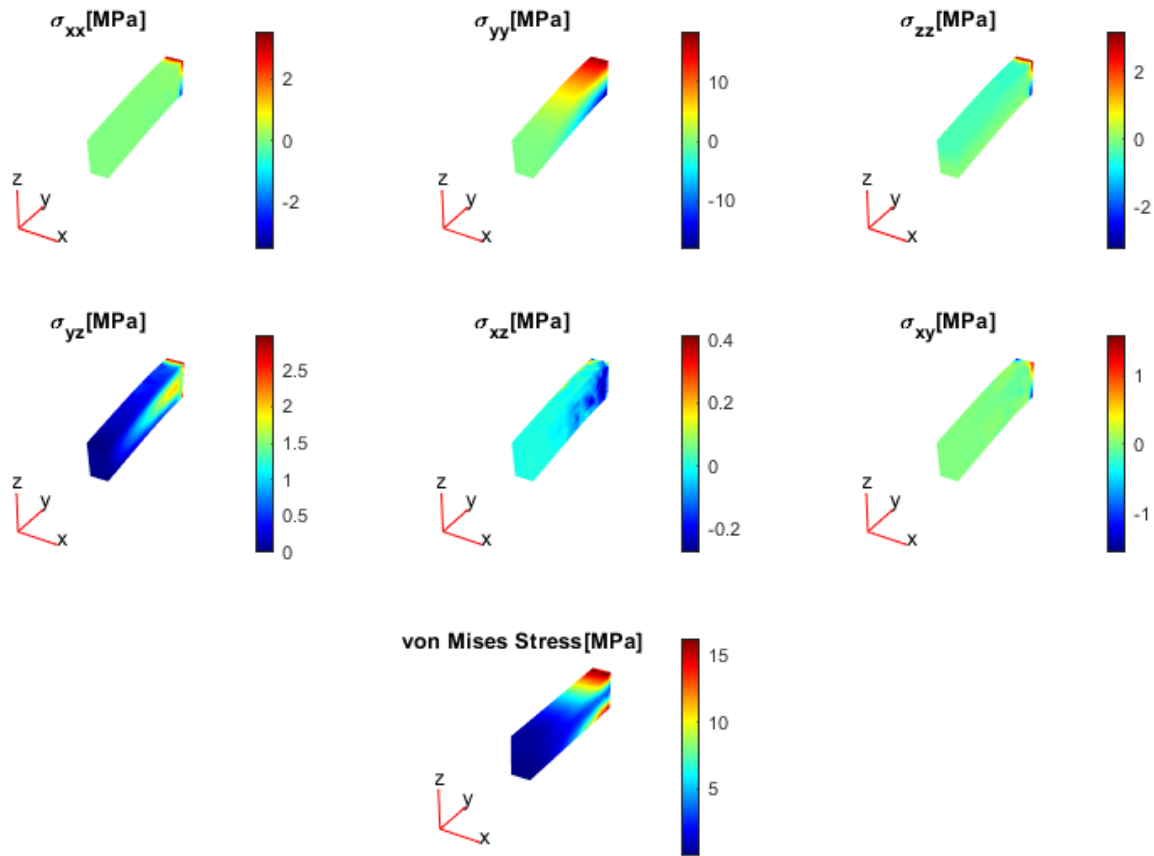 σxx[MPa]
2
0
-2
z
y
x
σyy[MPa]
10
0
-10
z
y
x
σzz[MPa]
2
0
-2
z
y
x
σyz[MPa]
2.5
2
1.5
1
0.5
0
z
y
x
σxz[MPa]
0.4
0.2
0
-0.2
z
y
x
σxy[MPa]
1
0
-1
z
y
x
von Mises Stress[MPa]
15
10
5
z
y
x